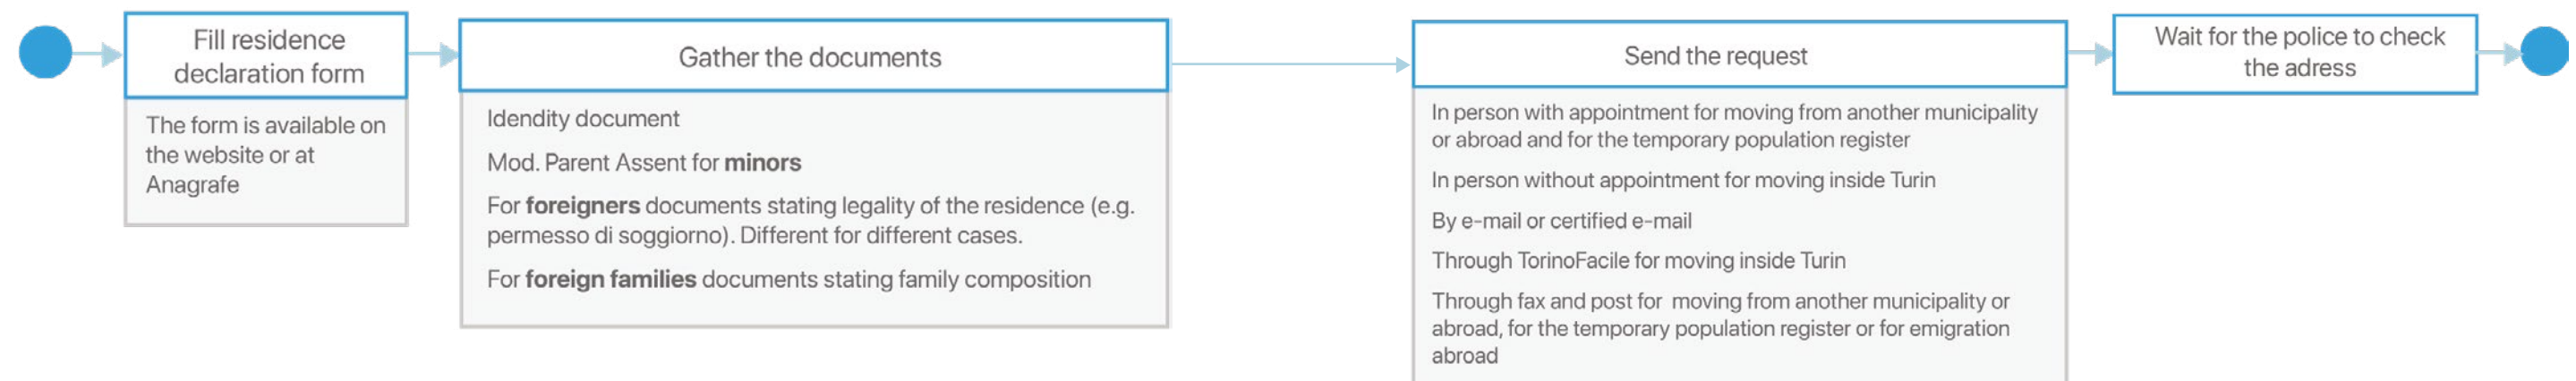 Fill residence
declaration form
The form is available on
the website or at
Anagrafe
Gather the documents
Idendity document
Mod. Parent Assent for minors
For foreigners documents stating legality of the residence (e.g.
permesso di soggiorno). Different for different cases.
For foreign families documents stating family composition
Send the request
In person with appointment for moving from another municipality
or abroad and for the temporary population register
In person without appointment for moving inside Turin
By e-mail or certified e-mail
Through TorinoFacile for moving inside Turin
Through fax and post for moving from another municipality or
abroad, for the temporary population register or for emigration
abroad
Wait for the police to check
the adress